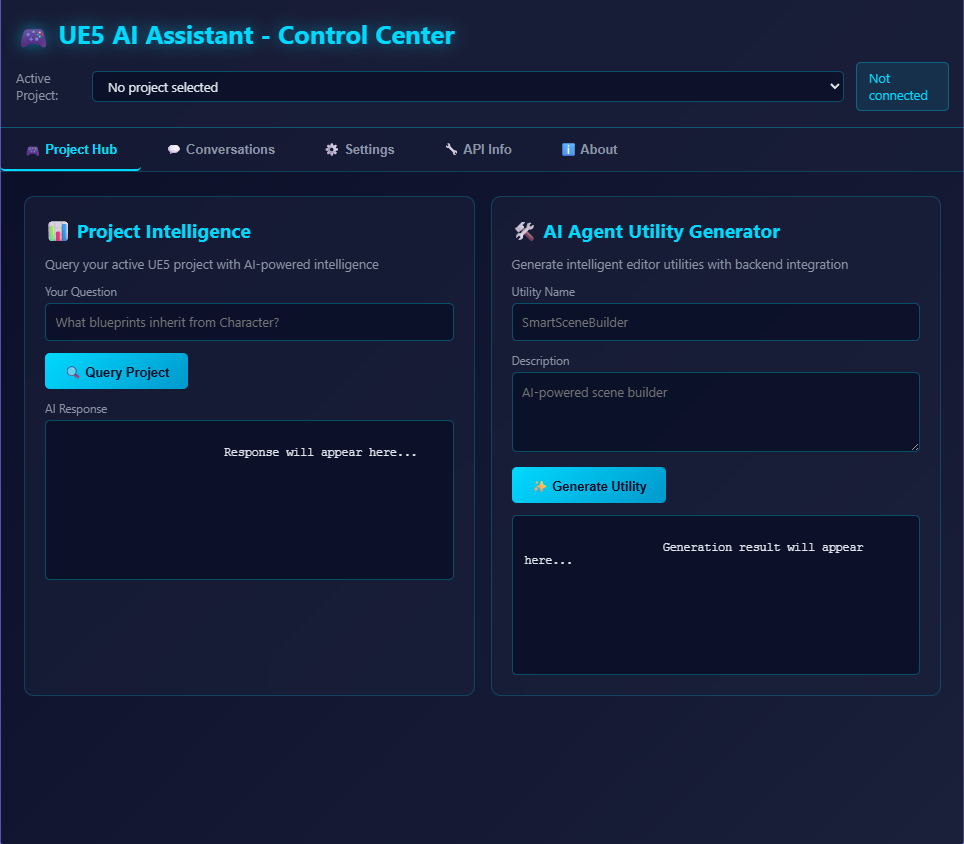 UE5 AI Assistant - Control Center
Active
Project:
No project selected
Not
connected
Project Hub
Conversations
Settings
API Info
About
Project Intelligence
Query your active UE5 project with AI-powered intelligence
Your Question
What blueprints inherit from Character?
Query Project
AI Response
Response will appear here...
AI Agent Utility Generator
Generate intelligent editor utilities with backend integration
Utility Name
SmartSceneBuilder
Description
AI-powered scene builder
Generate Utility
Generation result will appear
here...